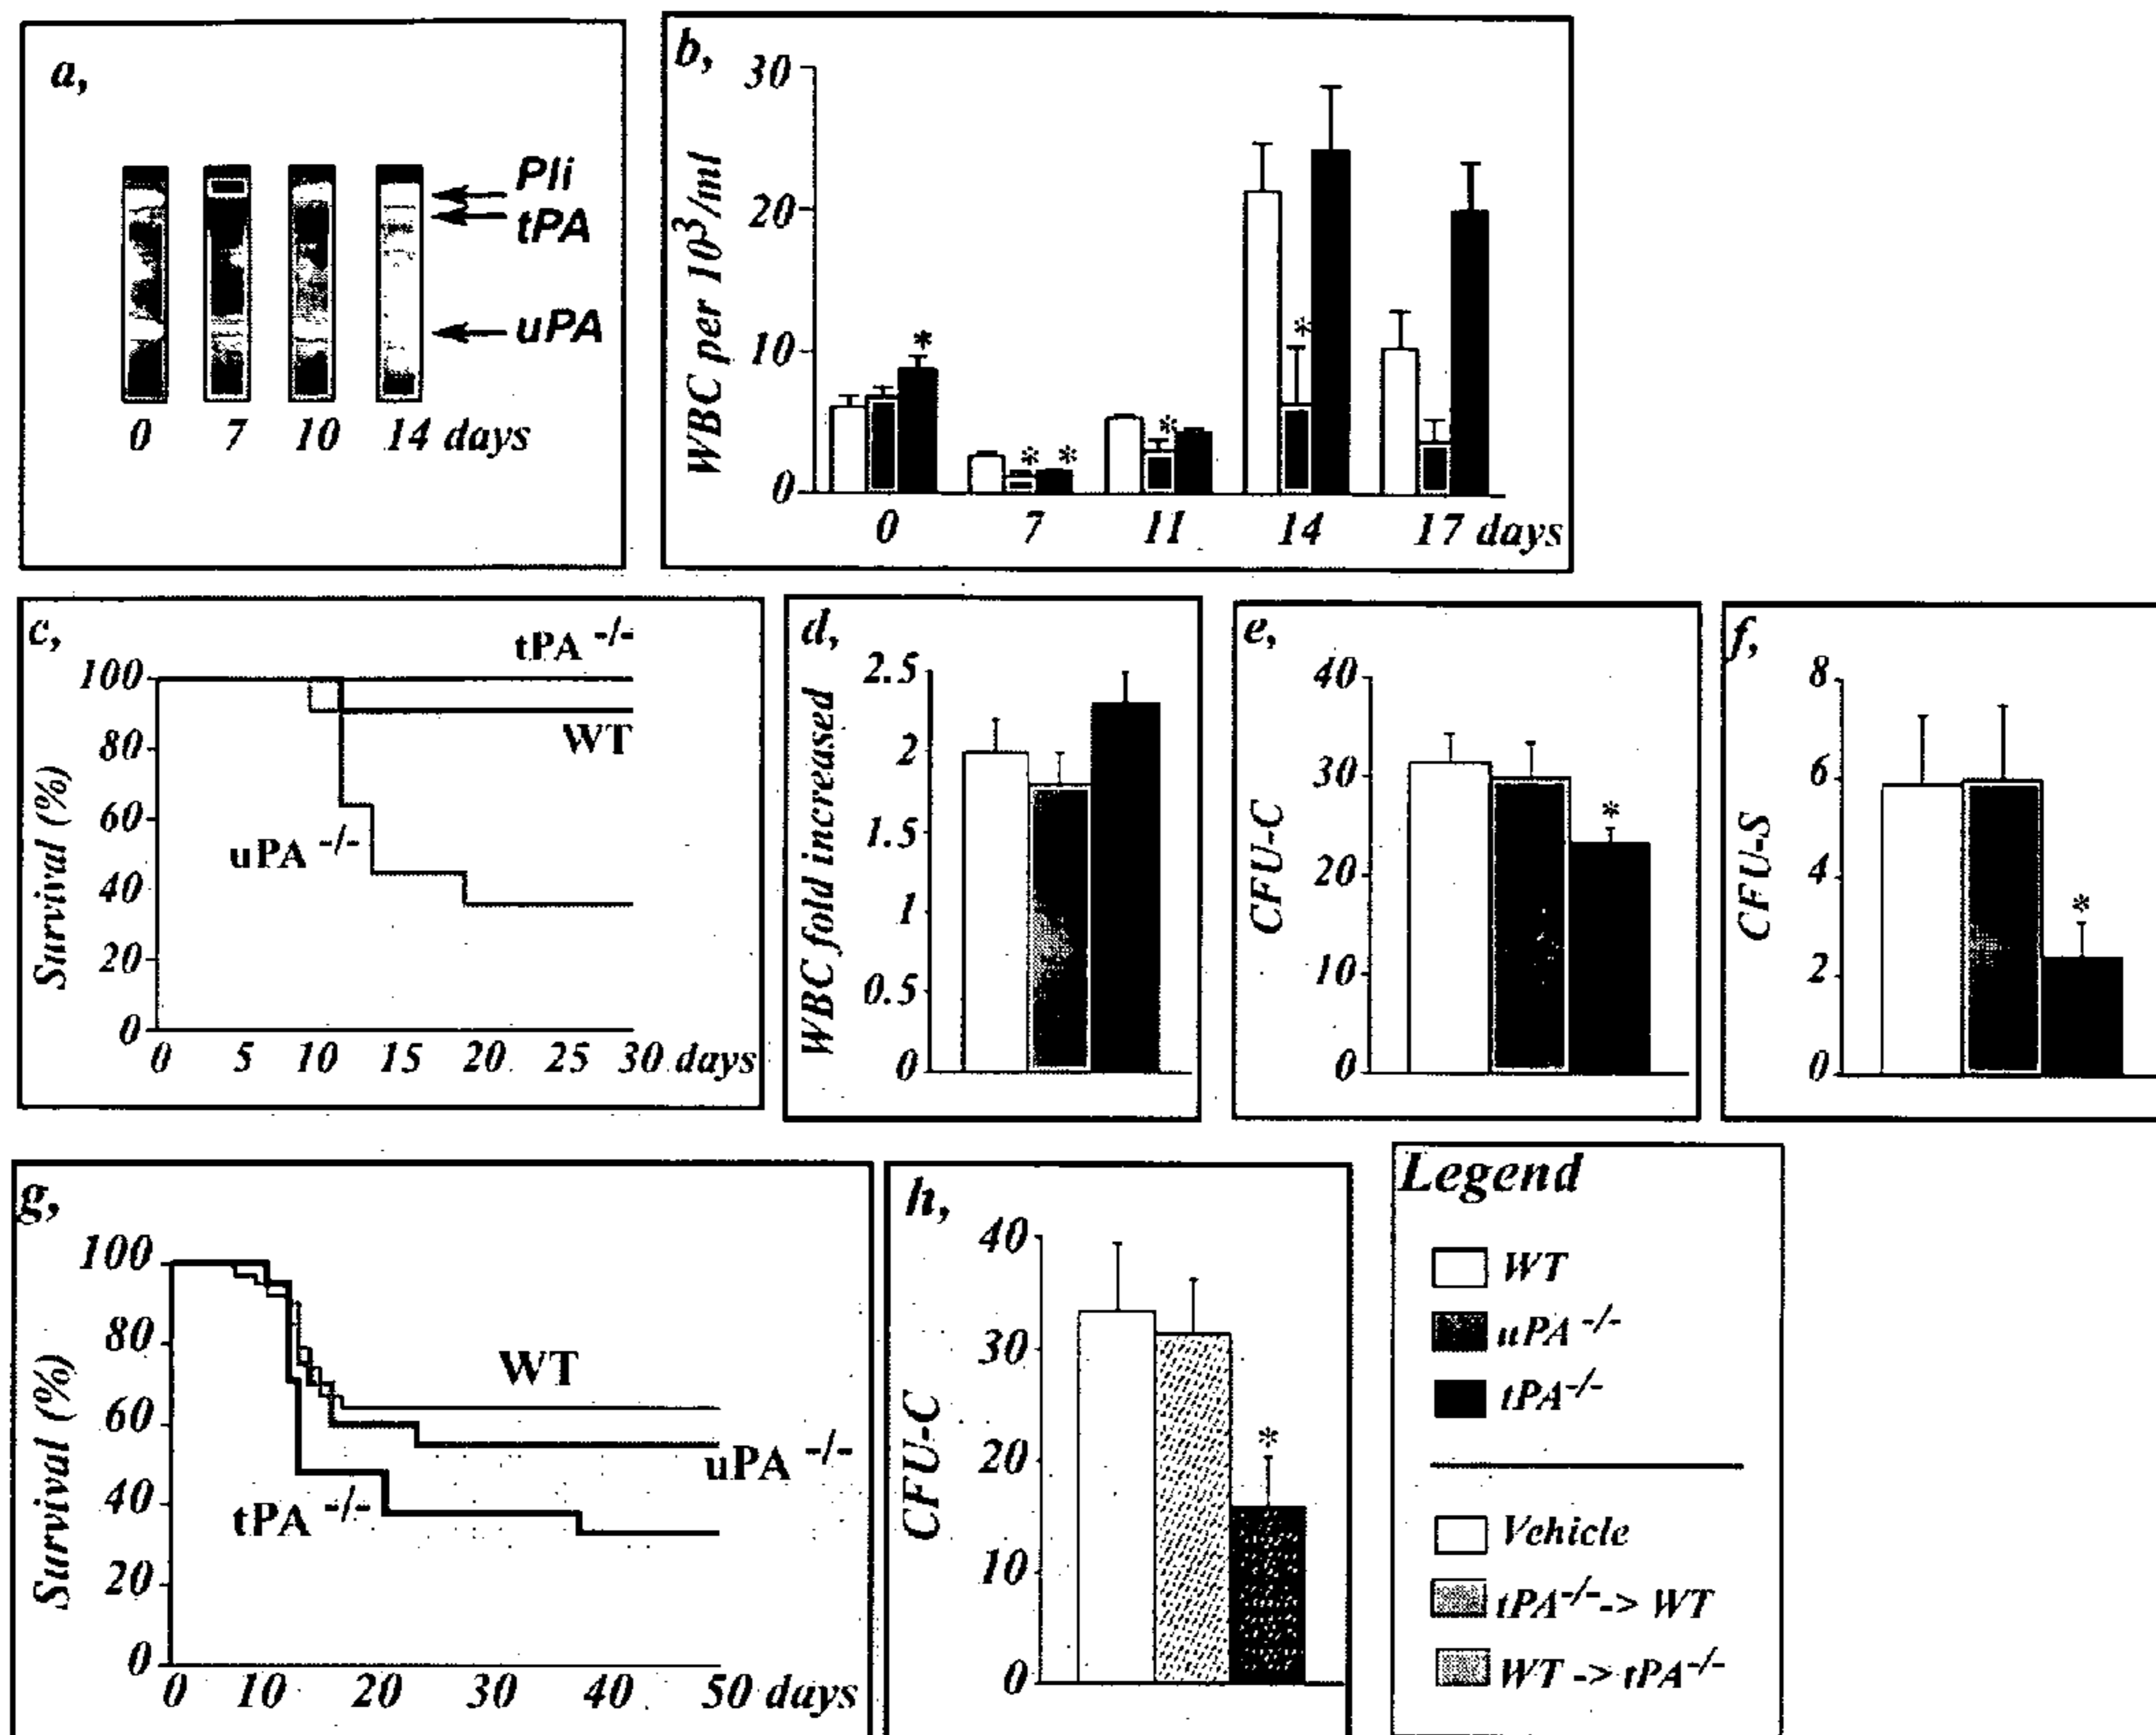 a,
Pli
tPA
uPA
0 7 10 14 days
b,
WBC per 10³/ml
30
20
10
0
* * * * *
0 7 11 14 17 days
c,
Survival (%)
100
80
60
40
20
0
tPA -/-
WT
uPA -/-
0 5 10 15 20 25 30 days
d,
WBC fold increased
2.5
2
1.5
1
0.5
0
e,
CFU-C
40
30
20
10
0
*
f,
CFU-S
8
6
4
2
0
*
g,
Survival (%)
100
80
60
40
20
0
WT
uPA -/-
tPA -/-
0 10 20 30 40 50 days
h,
CFU-C
40
30
20
10
0
*
Legend
WT
uPA -/-
tPA-/-
Vehicle
tPA-/--> WT
WT -> tPA-/-